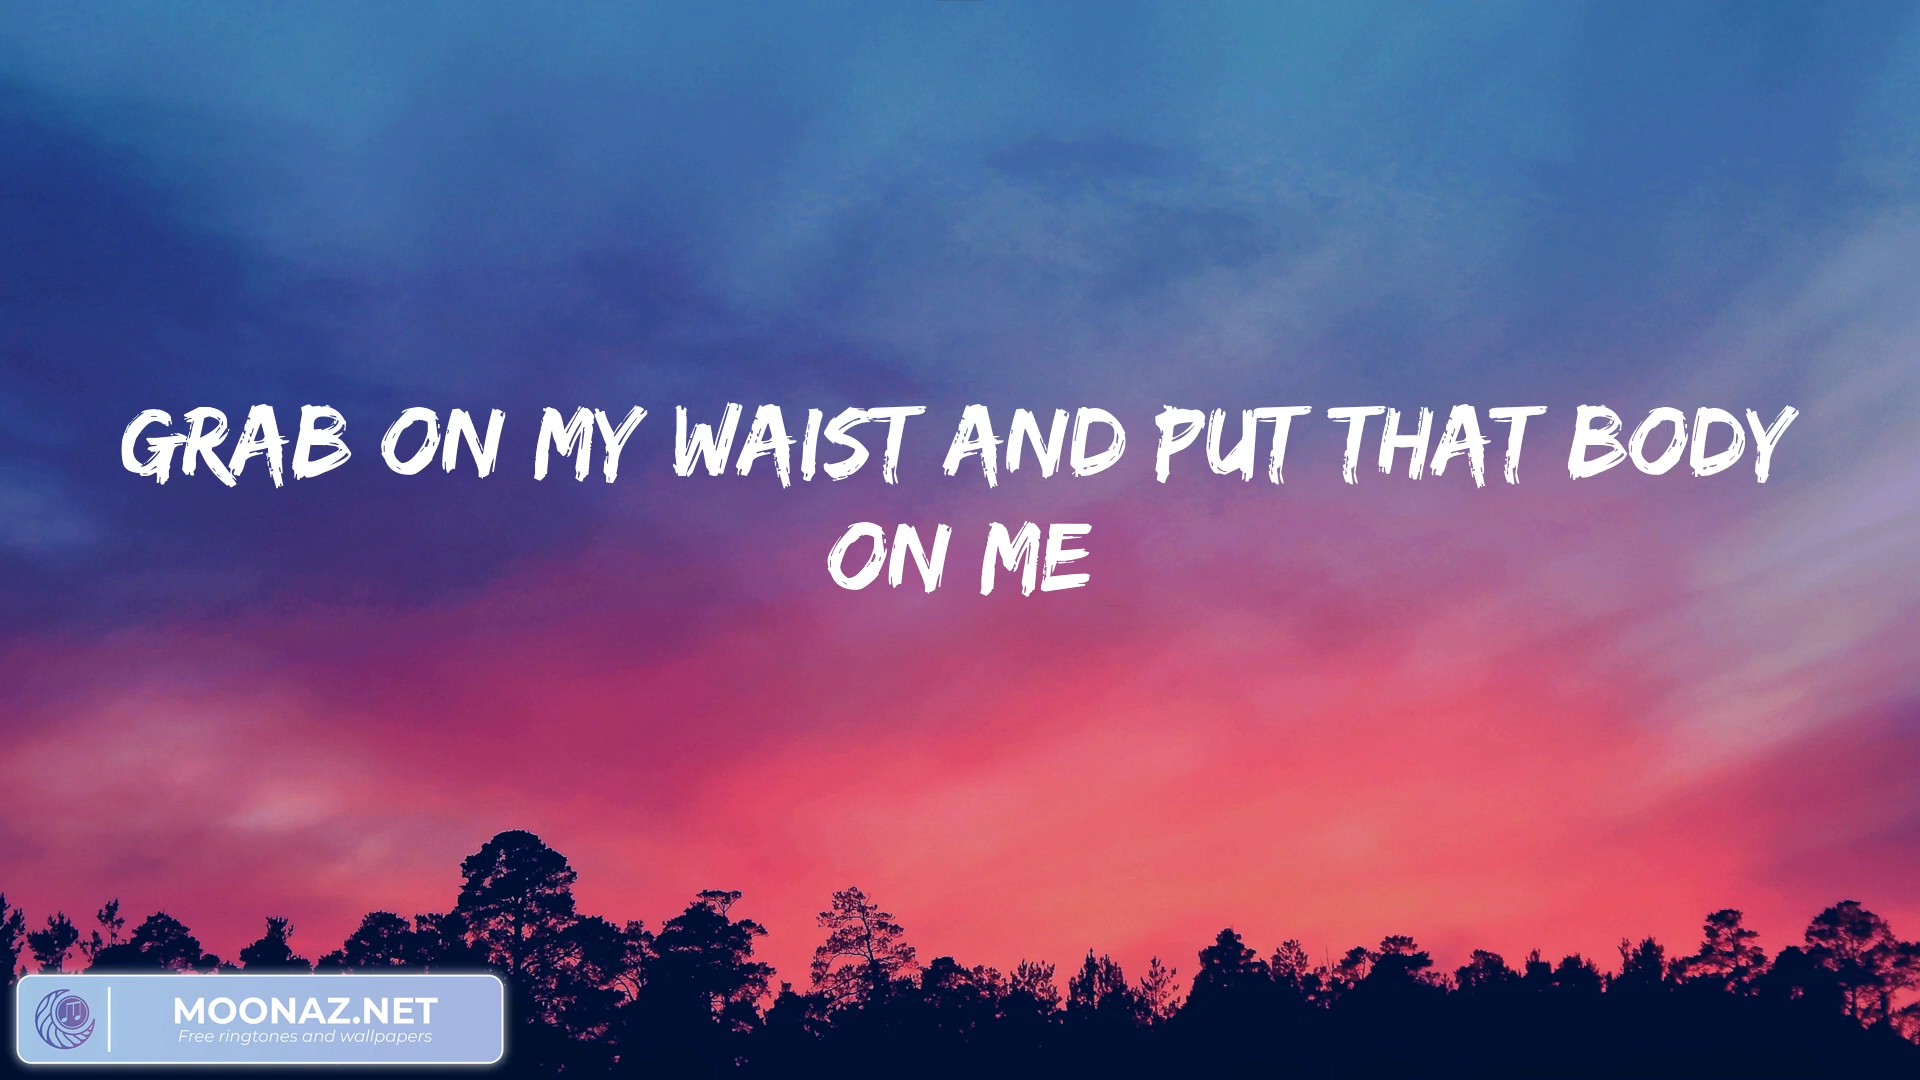 GRAB ON MY WAIST AND PUT THAT BODY
ON ME
MOONAZ.NET
Free ringtones and wallpapers